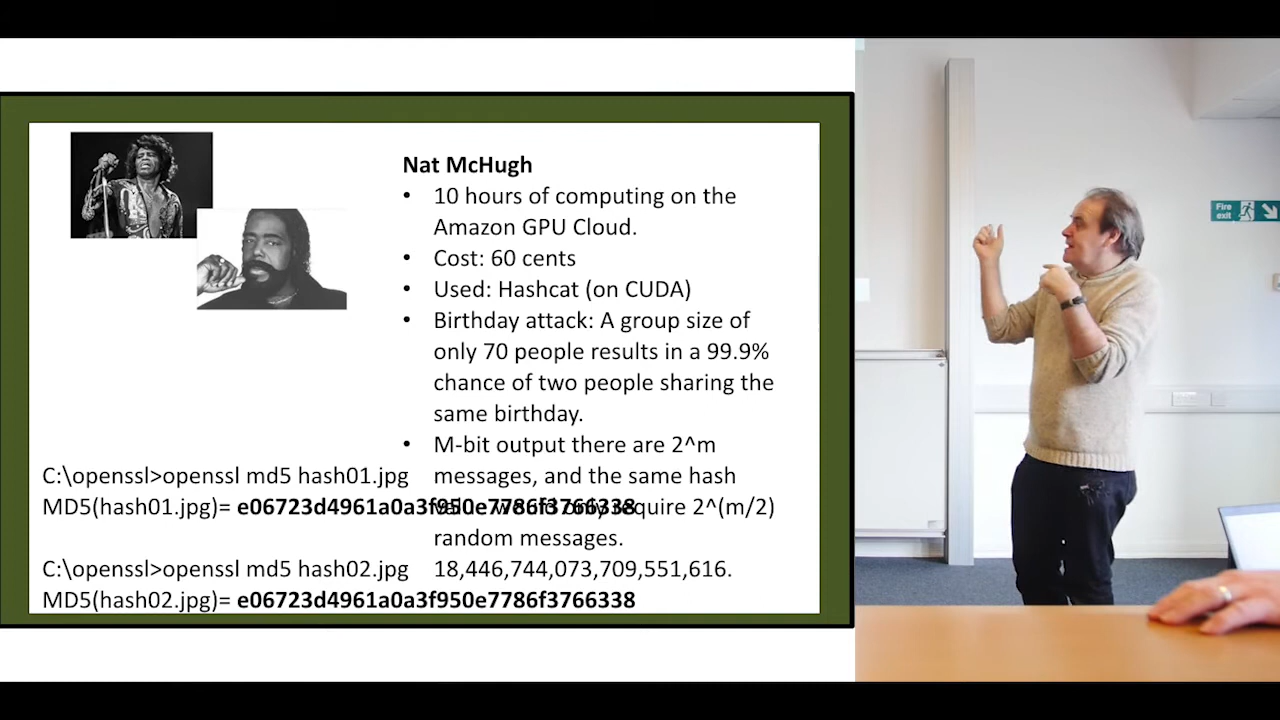 Nat McHugh
• 10 hours of computing on the
Amazon GPU Cloud.
• Cost: 60 cents
• Used: Hashcat (on CUDA)
• Birthday attack: A group size of
only 70 people results in a 99.9%
chance of two people sharing the
same birthday.
• M-bit output there are 2^m
messages, and the same hash
only require 2^(m/2)
random messages.
18,446,744,073,709,551,616.
C:\openssl>openssl md5 hash01.jpg
MD5(hash01.jpg)= e06723d4961a0a3f950e7786f3766338
C:\openssl>openssl md5 hash02.jpg
MD5(hash02.jpg)= e06723d4961a0a3f950e7786f3766338
Fire
exit